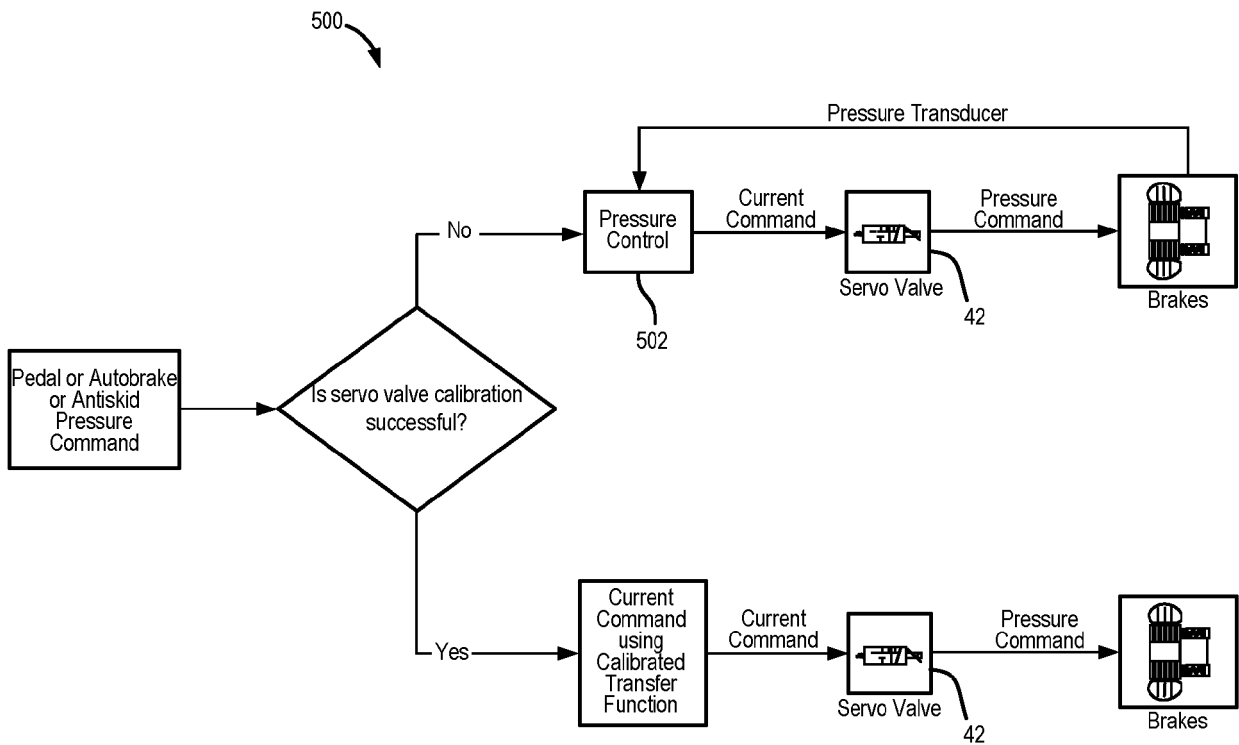 500
Pressure Transducer
No
Pressure
Control
Current
Command
Pressure
Command
Servo Valve
42
Brakes
502
Pedal or Autobrake
or Antiskid
Pressure
Command
Is servo valve calibration
successful?
Yes
Current
Command
using
Calibrated
Transfer
Function
Current
Command
Pressure
Command
Servo Valve
42
Brakes